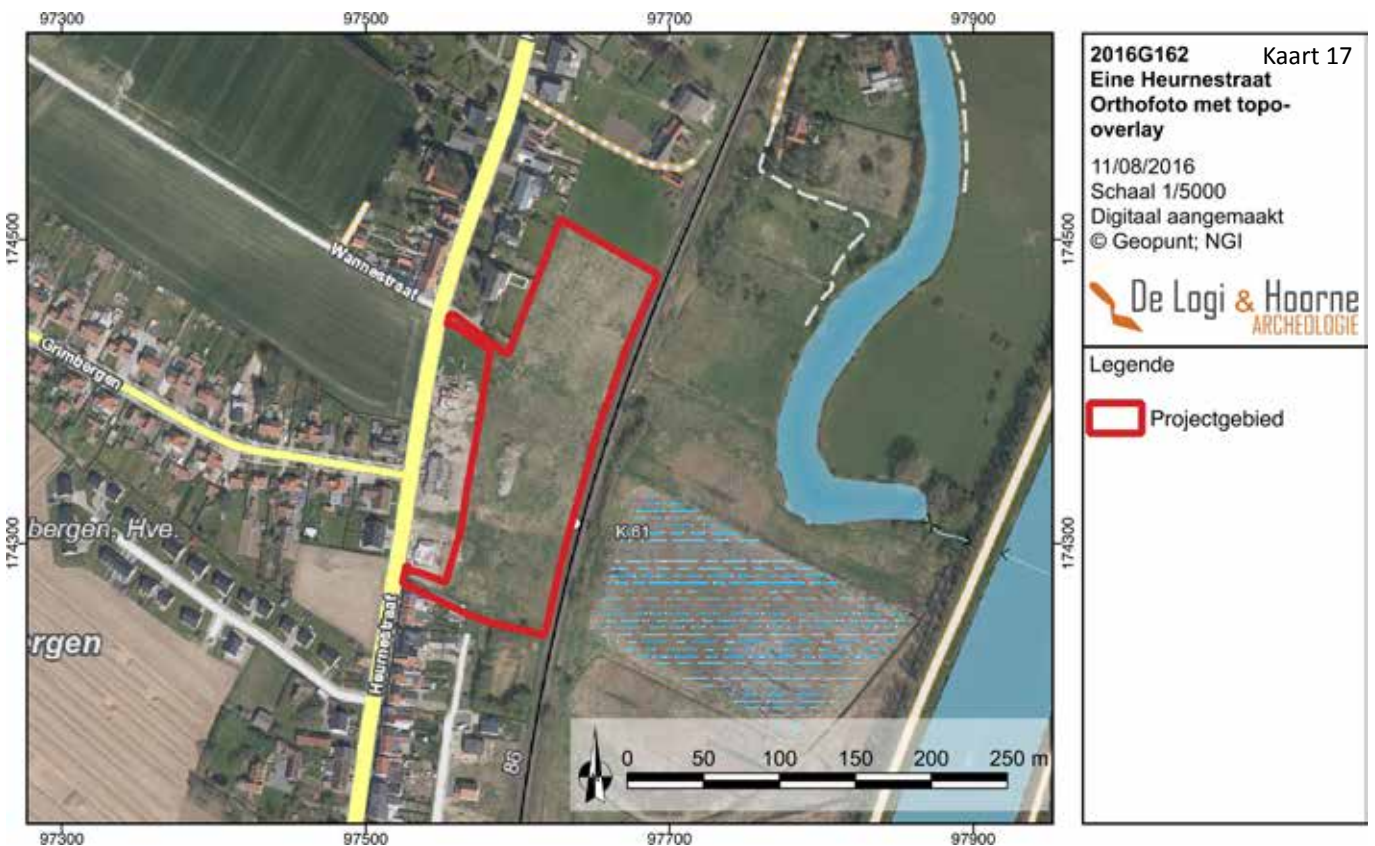 97300 97500 97700 97900
174500
174300
174500
174300
Wannestraat
Grimbergen
bergen, Hve.
rgen
Heurnestraat
K 61
86
0 50 100 150 200 250 m
97300 97500 97700 97900
2016G162 Kaart 17
Eine Heurnestraat
Orthofoto met topo-
overlay
11/08/2016
Schaal 1/5000
Digitaal aangemaakt
© Geopunt; NGI
De Logi & Hoorne
ARCHEOLOGIE
Legende
Projectgebied